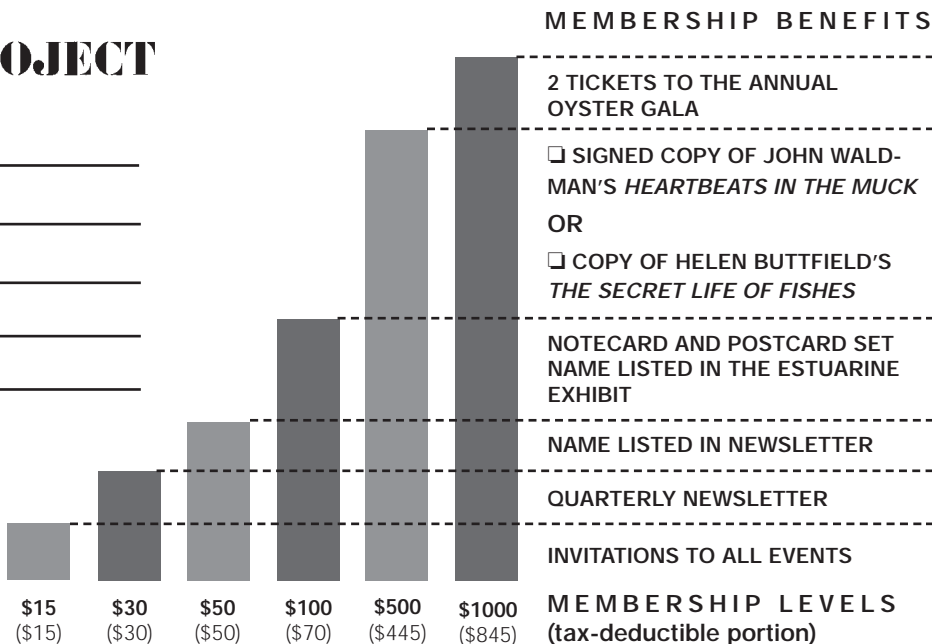 OJECT
MEMBERSHIP BENEFITS
2 TICKETS TO THE ANNUAL
OYSTER GALA
❏ SIGNED COPY OF JOHN WALD-
MAN'S HEARTBEATS IN THE MUCK
OR
❏ COPY OF HELEN BUTTFIELD'S
THE SECRET LIFE OF FISHES
NOTECARD AND POSTCARD SET
NAME LISTED IN THE ESTUARINE
EXHIBIT
NAME LISTED IN NEWSLETTER
QUARTERLY NEWSLETTER
INVITATIONS TO ALL EVENTS
$15 $30 $50 $100 $500 $1000 MEMBERSHIP LEVELS
($15) ($30) ($50) ($70) ($445) ($845) (tax-deductible portion)